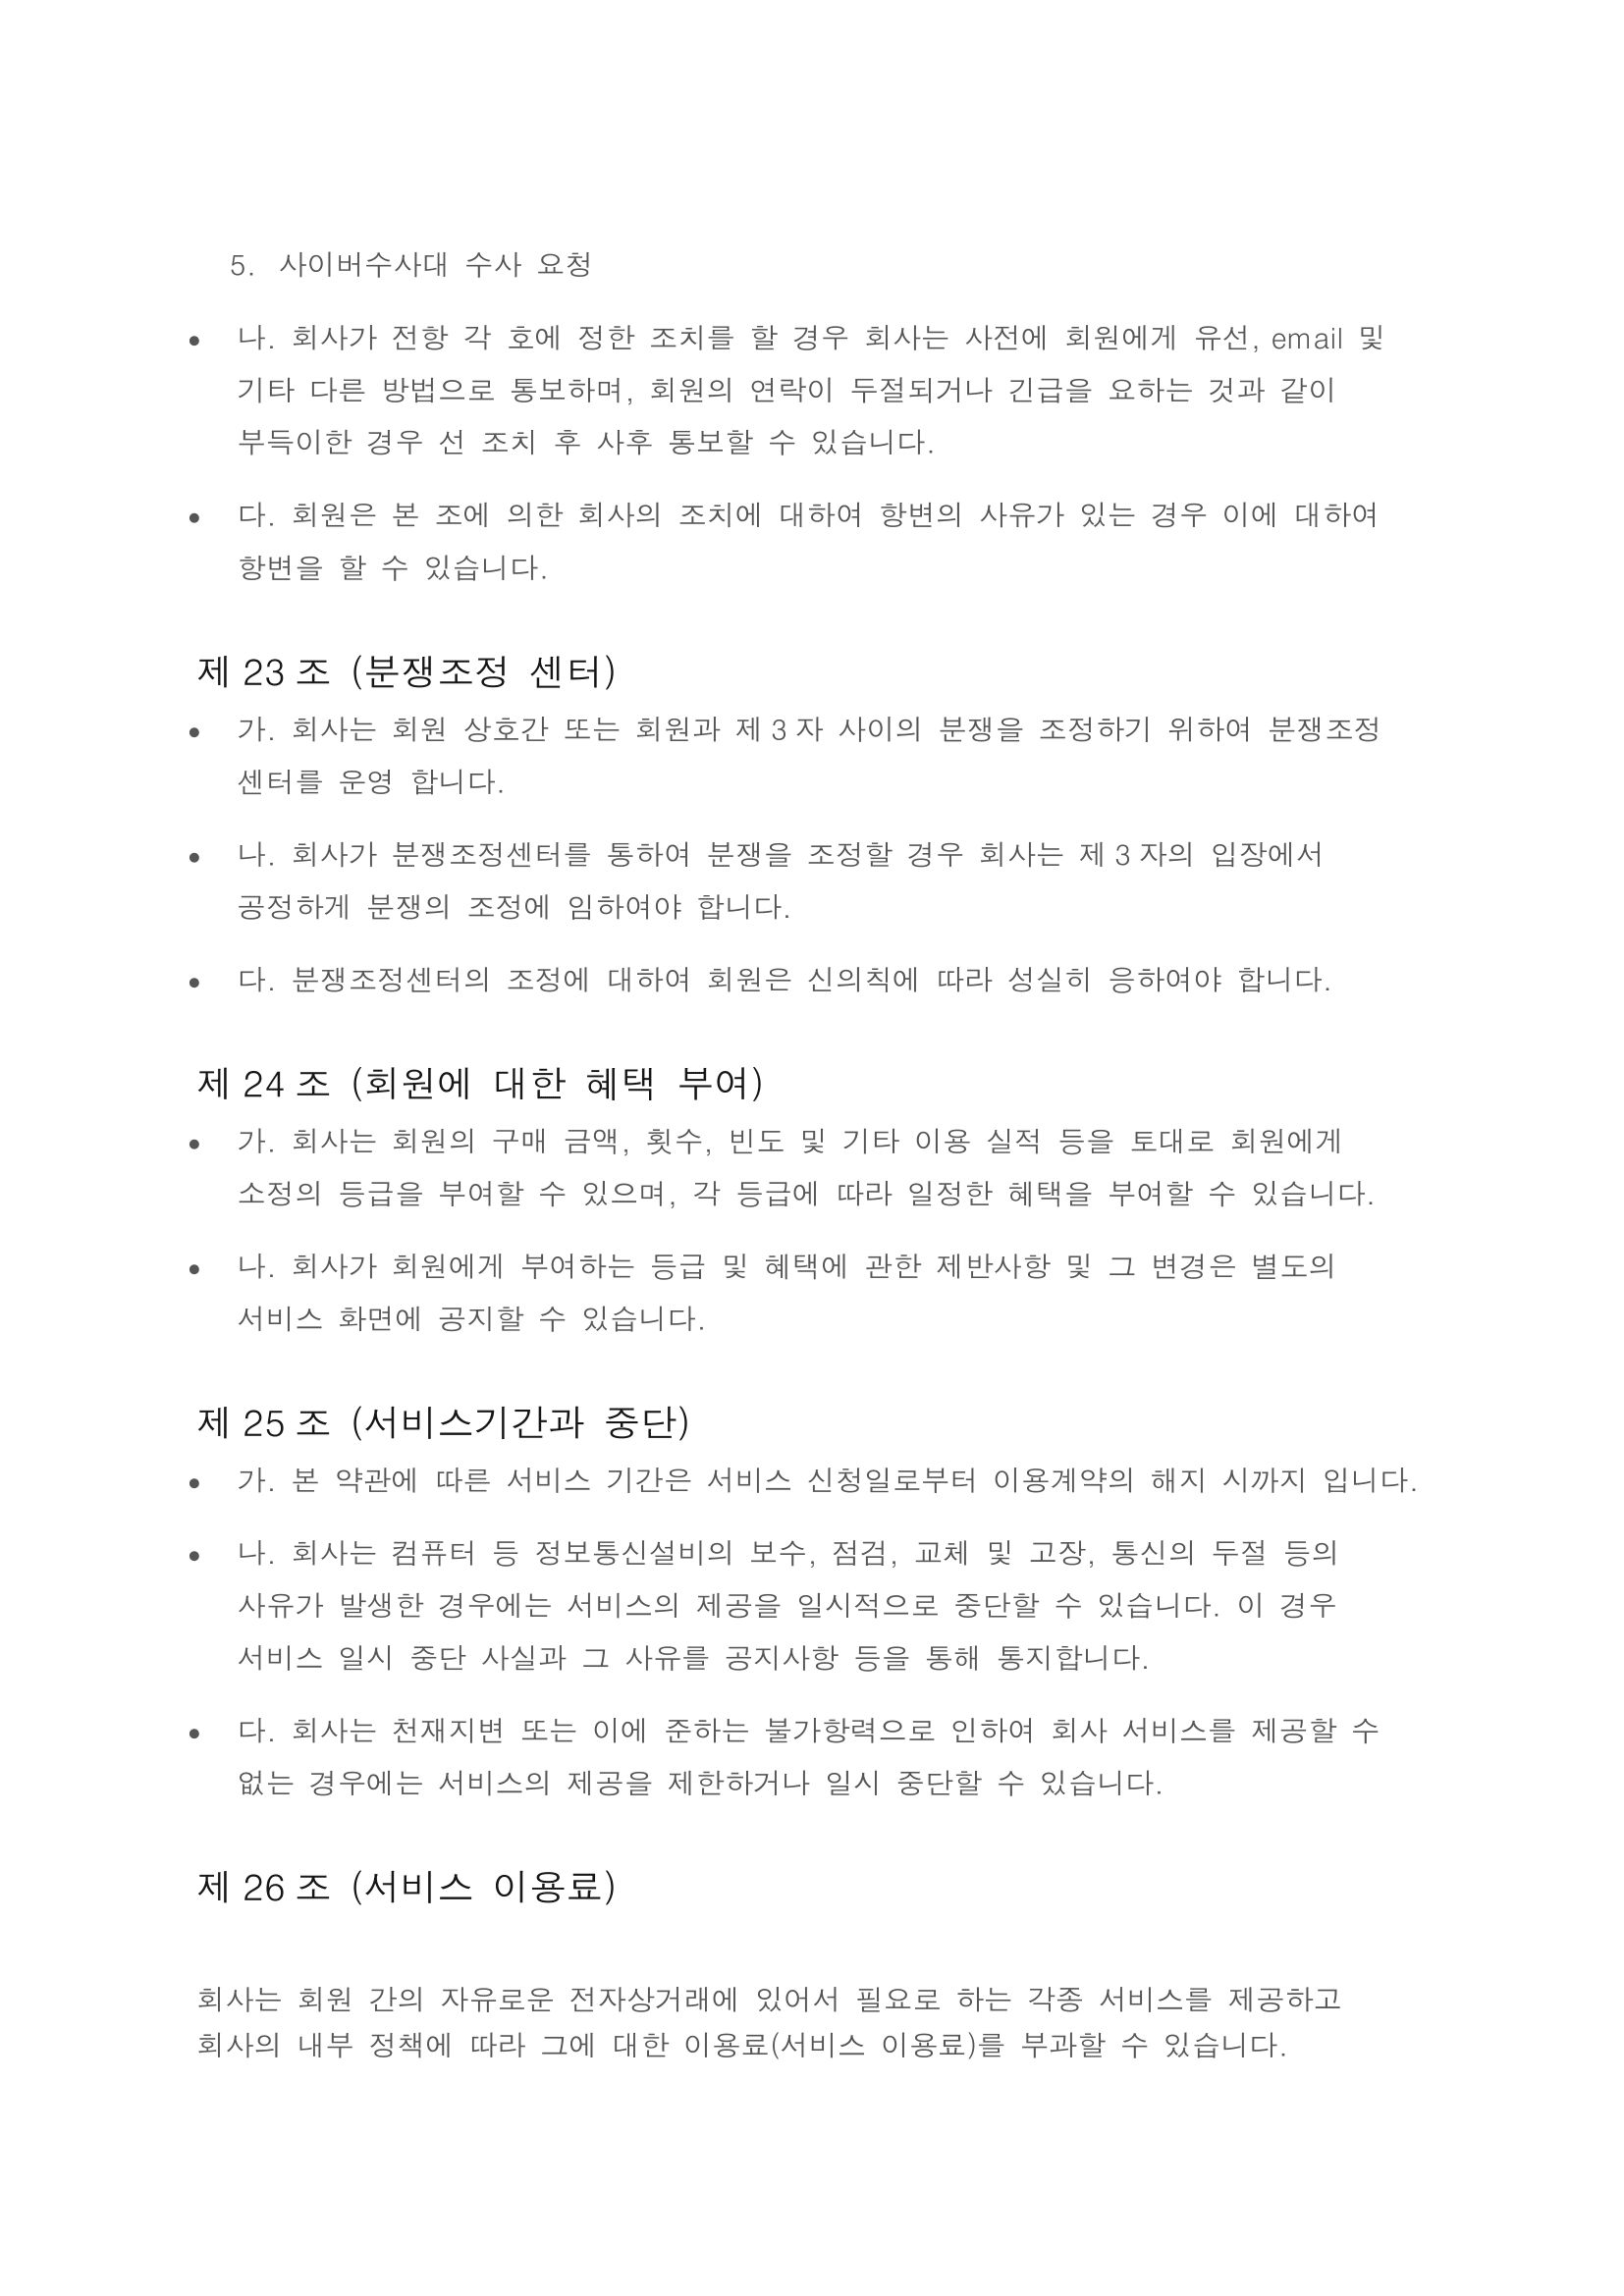 5. 사이버수사대 수사 요청
● 나. 회사가 전항 각 호에 정한 조치를 할 경우 회사는 사전에 회원에게 유선, email 및
기타 다른 방법으로 통보하며, 회원의 연락이 두절되거나 긴급을 요하는 것과 같이
부득이한 경우 선 조치 후 사후 통보할 수 있습니다.
● 다. 회원은 본 조에 의한 회사의 조치에 대하여 항변의 사유가 있는 경우 이에 대하여
항변을 할 수 있습니다.
제 23 조 (분쟁조정 센터)
● 가. 회사는 회원 상호간 또는 회원과 제 3 자 사이의 분쟁을 조정하기 위하여 분쟁조정
센터를 운영 합니다.
● 나. 회사가 분쟁조정센터를 통하여 분쟁을 조정할 경우 회사는 제 3 자의 입장에서
공정하게 분쟁의 조정에 임하여야 합니다.
● 다. 분쟁조정센터의 조정에 대하여 회원은 신의칙에 따라 성실히 응하여야 합니다.
제 24 조 (회원에 대한 혜택 부여)
● 가. 회사는 회원의 구매 금액, 횟수, 빈도 및 기타 이용 실적 등을 토대로 회원에게
소정의 등급을 부여할 수 있으며, 각 등급에 따라 일정한 혜택을 부여할 수 있습니다.
● 나. 회사가 회원에게 부여하는 등급 및 혜택에 관한 제반사항 및 그 변경은 별도의
서비스 화면에 공지할 수 있습니다.
제 25 조 (서비스기간과 중단)
● 가. 본 약관에 따른 서비스 기간은 서비스 신청일로부터 이용계약의 해지 시까지 입니다.
● 나. 회사는 컴퓨터 등 정보통신설비의 보수, 점검, 교체 및 고장, 통신의 두절 등의
사유가 발생한 경우에는 서비스의 제공을 일시적으로 중단할 수 있습니다. 이 경우
서비스 일시 중단 사실과 그 사유를 공지사항 등을 통해 통지합니다.
● 다. 회사는 천재지변 또는 이에 준하는 불가항력으로 인하여 회사 서비스를 제공할 수
없는 경우에는 서비스의 제공을 제한하거나 일시 중단할 수 있습니다.
제 26 조 (서비스 이용료)
회사는 회원 간의 자유로운 전자상거래에 있어서 필요로 하는 각종 서비스를 제공하고
회사의 내부 정책에 따라 그에 대한 이용료(서비스 이용료)를 부과할 수 있습니다.